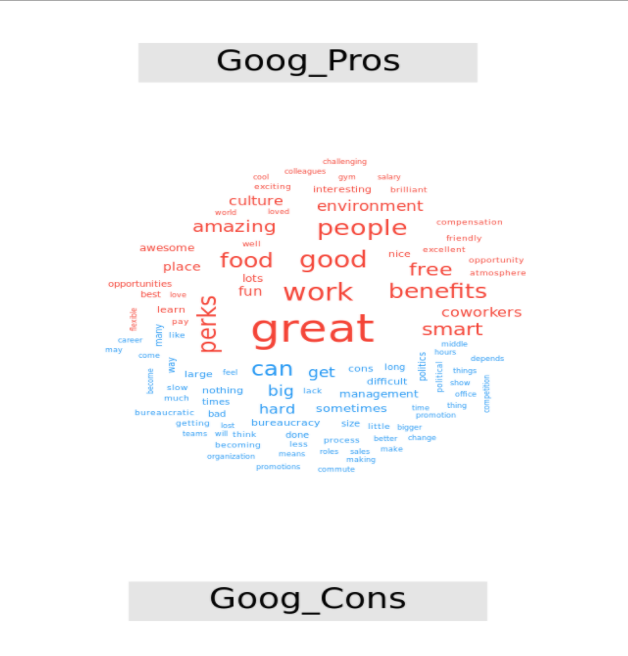 Goog_Pros
challenging
colleagues
cool gym salary
exciting interesting brilliant
culture environment
world loved
amazing people compensation
well friendly
awesome nice excellent
food good opportunity
place free atmosphere
lots
opportunities fun work benefits
best love
learn perks coworkers
flexible pay great smart
many like
career middle
may come hours
way can get cons long politics depends
become large feel political things
slow nothing big lack difficult show
much times management office competition
bureaucratic bad hard sometimes time thing
promotion
getting lost bureaucracy size little bigger
teams will think done better change
becoming less process
organization means roles sales make
making
promotions commute
Goog_Cons